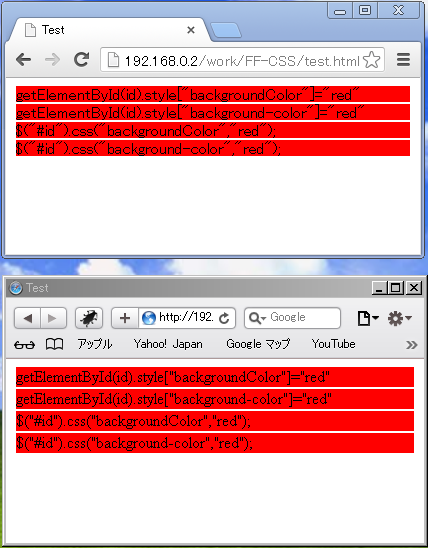 Test
192.168.0.2/work/FF-CSS/test.html
getElementById(id).style["backgroundColor"]="red"
getElementById(id).style["background-color"]="red"
$("#id").css("backgroundColor","red");
$("#id").css("background-color","red");
Test
http://192. Google
アップル Yahoo! Japan Google マップ YouTube
getElementById(id).style["backgroundColor"]="red"
getElementById(id).style["background-color"]="red"
$("#id").css("backgroundColor","red");
$("#id").css("background-color","red");